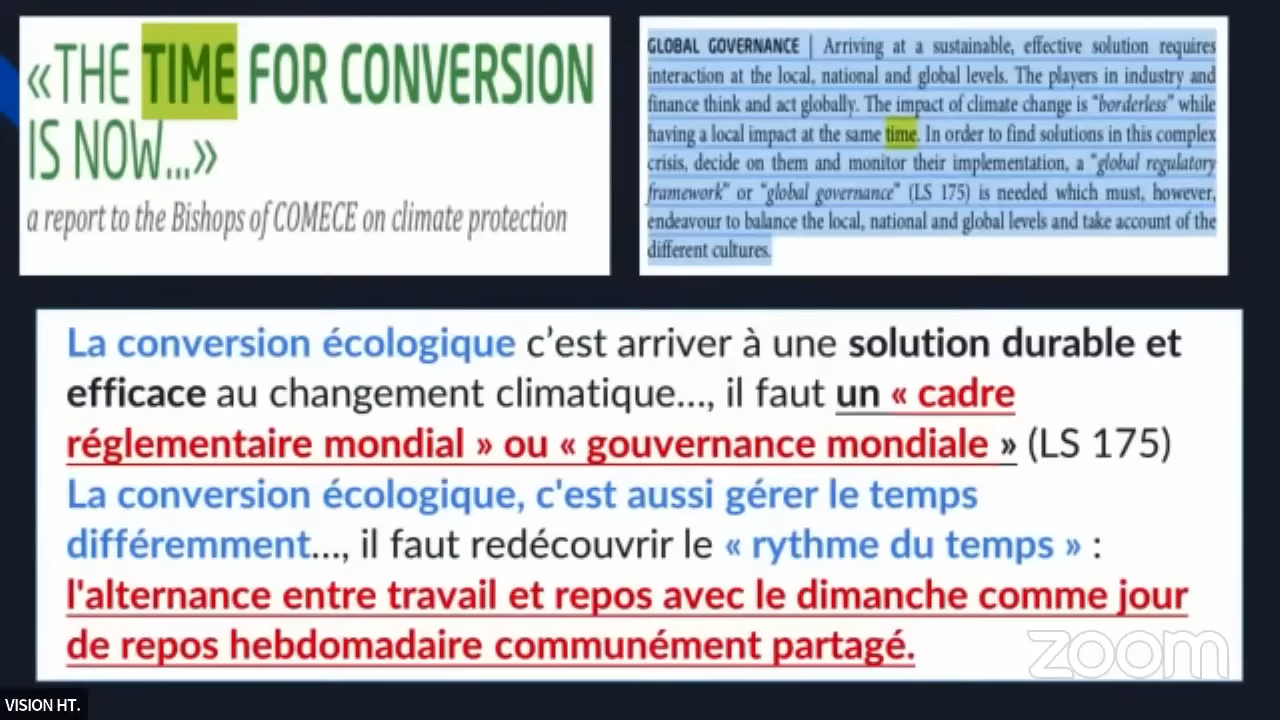 «THE TIME FOR CONVERSION
IS NOW...»
a report to the Bishops of COMECE on climate protection
GLOBAL GOVERNANCE | Arriving at a sustainable, effective solution requires
interaction at the local, national and global levels. The players in industry and
finance think and act globally. The impact of climate change is "borderless" while
having a local impact at the same time. In order to find solutions in this complex
crisis, decide on them and monitor their implementation, a "global regulatory
framework" or "global governance" (LS 175) is needed which must, however,
endeavour to balance the local, national and global levels and take account of the
different cultures.
La conversion écologique c'est arriver à une solution durable et
efficace au changement climatique..., il faut un « cadre
réglementaire mondial » ou « gouvernance mondiale » (LS 175)
La conversion écologique, c'est aussi gérer le temps
différemment..., il faut redécouvrir le « rythme du temps » :
l'alternance entre travail et repos avec le dimanche comme jour
de repos hebdomadaire communément partagé.
zoom
VISION HT.